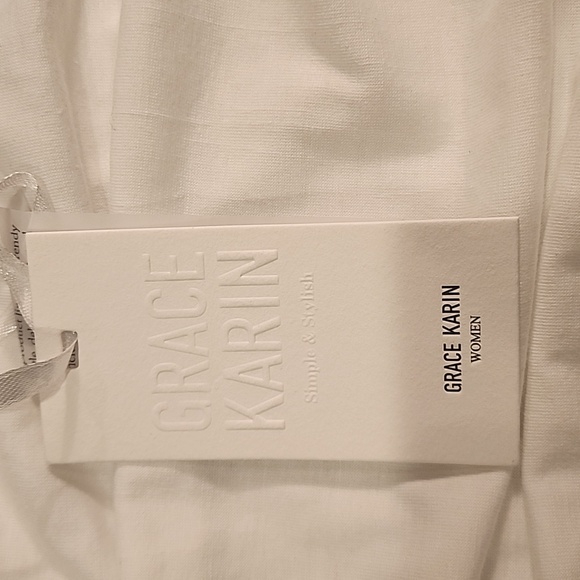 GRACE
KARIN
Simple & Stylish
GRACE KARIN
WOMEN